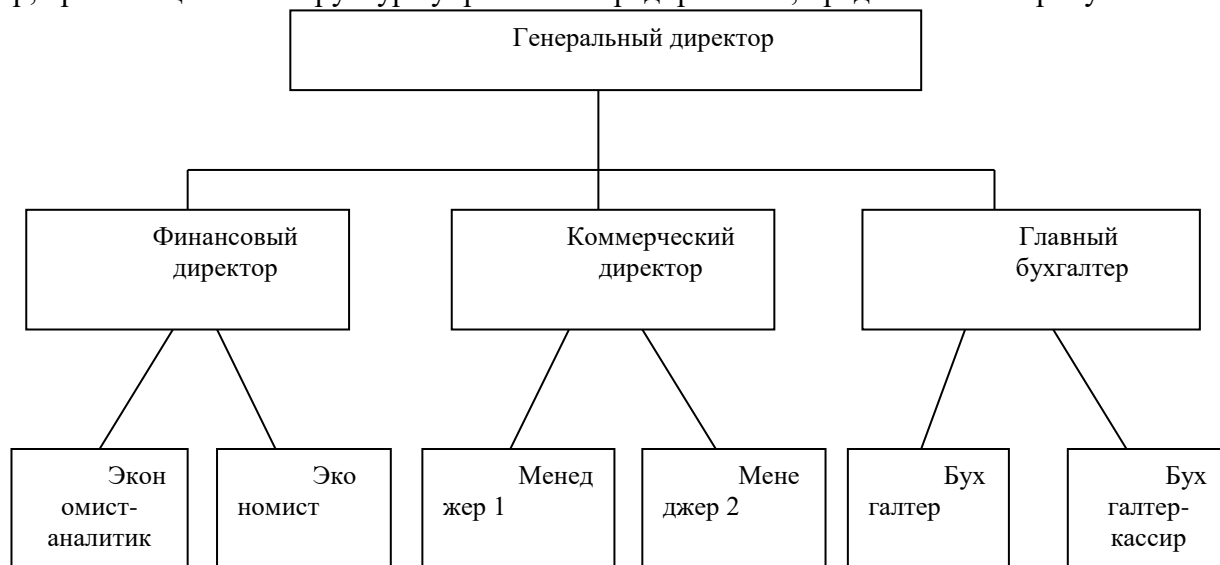 Генеральный директор
Финансовый
директор
Коммерческий
директор
Главный
бухгалтер
Экон
омист-
аналитик
Эко
номист
Менед
жер 1
Мене
джер 2
Бух
галтер
Бух
галтер-
кассир